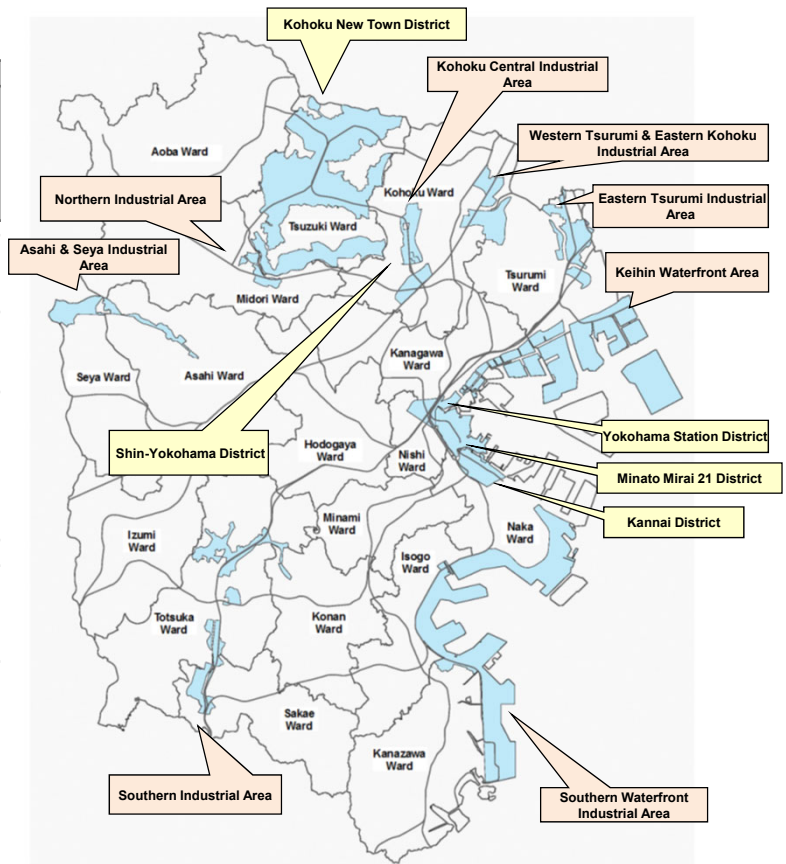 Kohoku New Town District
Kohoku Central Industrial
Area
Western Tsurumi & Eastern Kohoku
Industrial Area
Aoba Ward
Kohoku Ward
Northern Industrial Area
Eastern Tsurumi Industrial
Area
Tsuzuki Ward
Asahi & Seya Industrial
Area
Keihin Waterfront Area
Tsurumi
Ward
Midori Ward
Kanagawa
Ward
Seya Ward
Asahi Ward
Yokohama Station District
Shin-Yokohama District
Hodogaya
Ward
Nishi
Ward
Minato Mirai 21 District
Kannai District
Minami
Ward
Naka
Ward
Izumi
Ward
Isogo
Ward
Totsuka
Ward
Konan
Ward
Sakae
Ward
Kanazawa
Ward
Southern Industrial Area
Southern Waterfront
Industrial Area